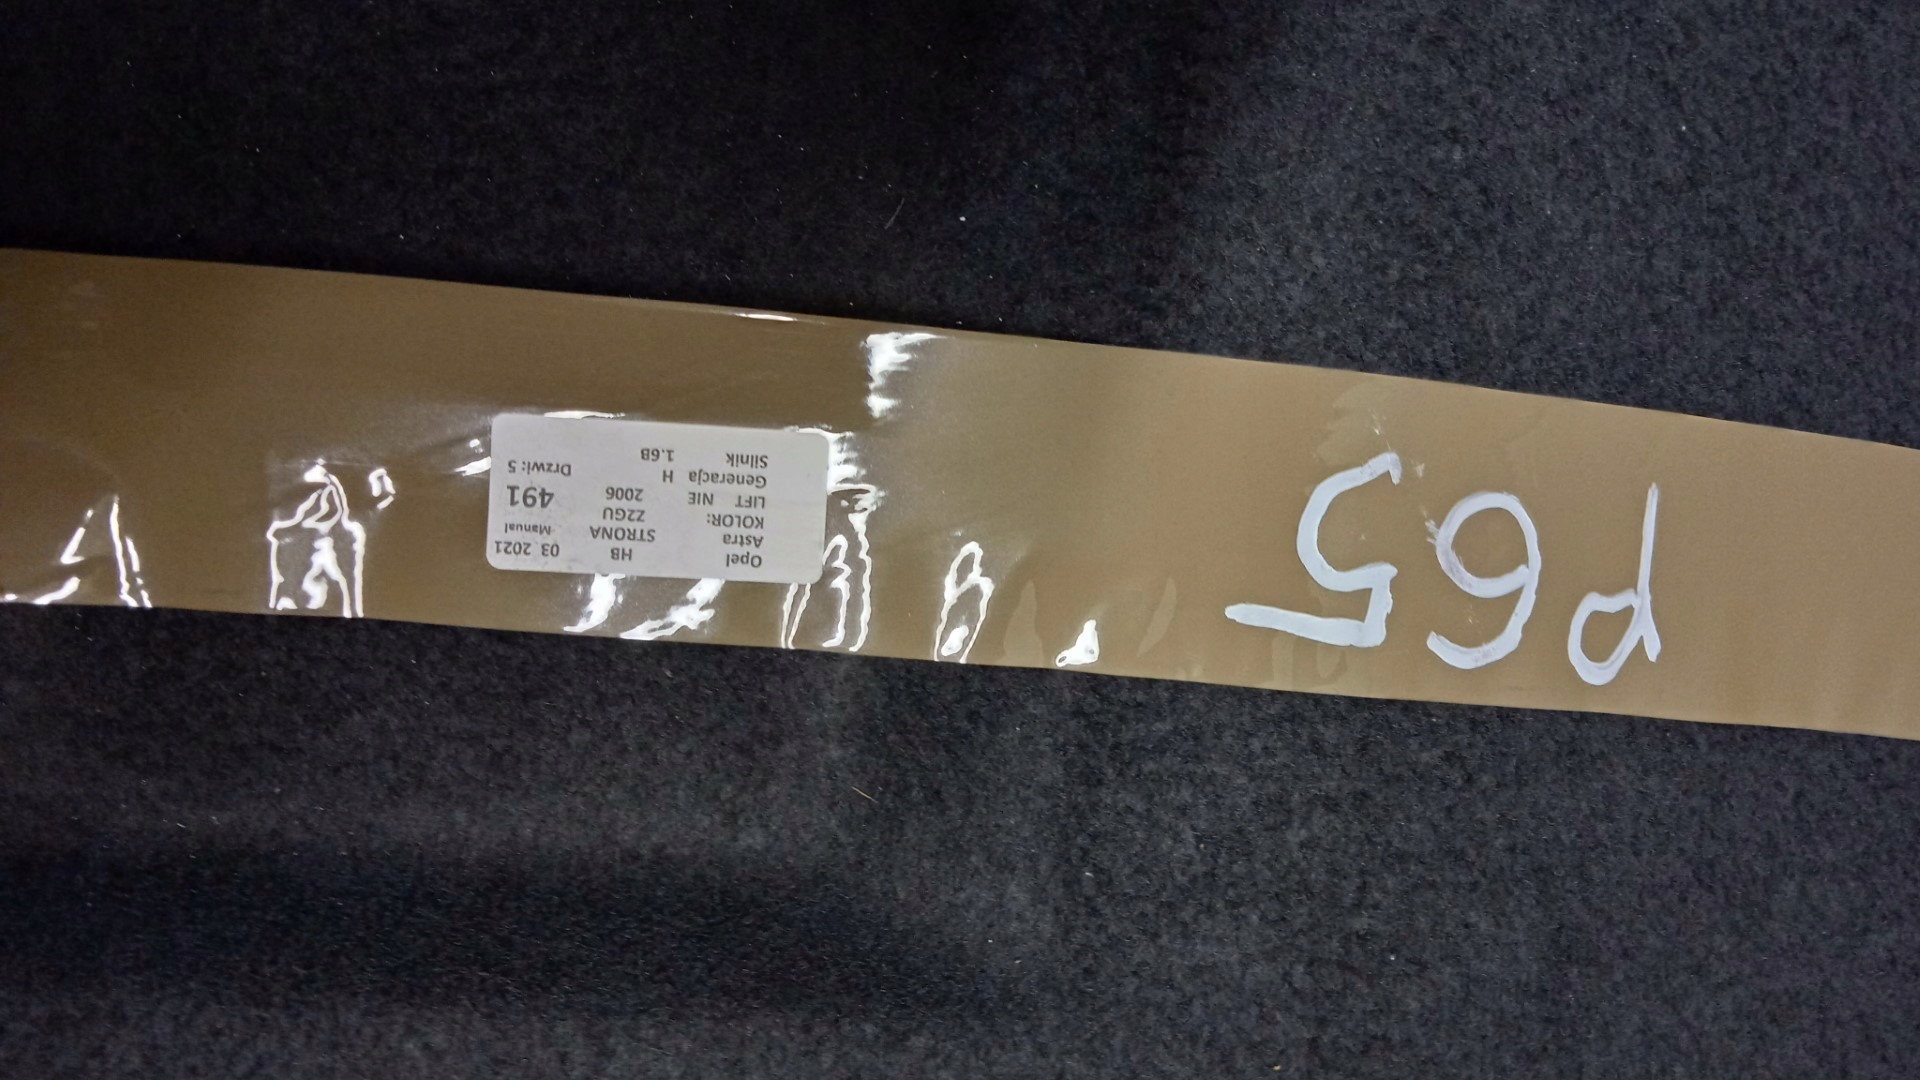 P65
Opel HB 03 2021
Astra STRONA Manual
KOLOR: Z2GU 491
LIFT NIE 2006
Generacja H Drzwi: 5
Silnik 1.6B